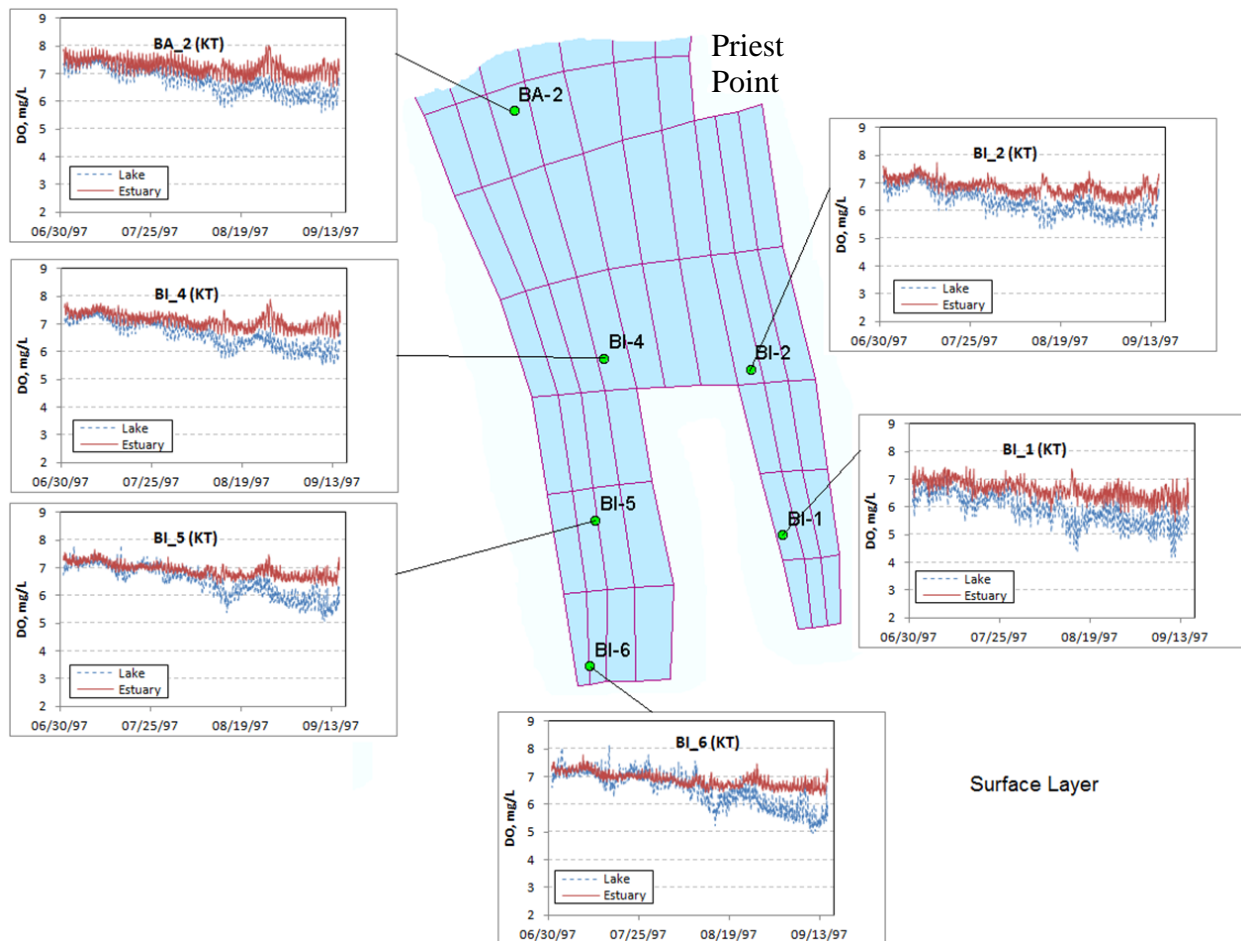 BA_2 (KT)
DO, mg/L
9
8
7
6
5
4
3
2
Lake
Estuary
06/30/97 07/25/97 08/19/97 09/13/97
BI_4 (KT)
DO, mg/L
9
8
7
6
5
4
3
2
Lake
Estuary
06/30/97 07/25/97 08/19/97 09/13/97
BI_5 (KT)
DO, mg/L
9
8
7
6
5
4
3
2
Lake
Estuary
06/30/97 07/25/97 08/19/97 09/13/97
Priest
Point
BA-2
BI-4
BI-2
BI-5
BI-1
BI-6
BI_2 (KT)
DO, mg/L
9
8
7
6
5
4
3
2
Lake
Estuary
06/30/97 07/25/97 08/19/97 09/13/97
BI_1 (KT)
DO, mg/L
9
8
7
6
5
4
3
2
Lake
Estuary
06/30/97 07/25/97 08/19/97 09/13/97
BI_6 (KT)
DO, mg/L
9
8
7
6
5
4
3
2
Lake
Estuary
06/30/97 07/25/97 08/19/97 09/13/97
Surface Layer